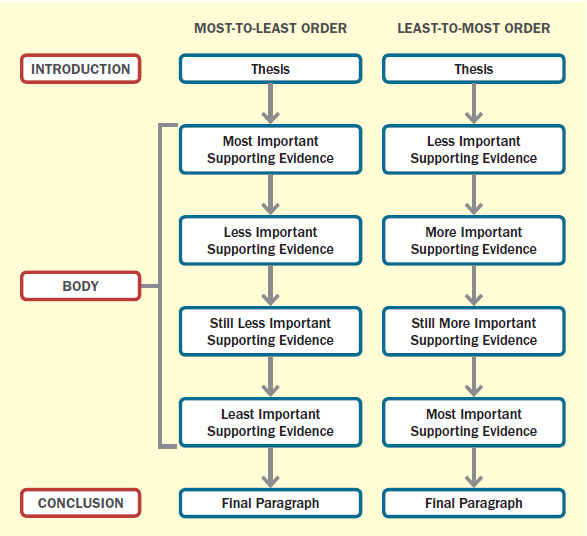 MOST-TO-LEAST ORDER
LEAST-TO-MOST ORDER
INTRODUCTION
Thesis
Thesis
Most Important
Supporting Evidence
Less Important
Supporting Evidence
Less Important
Supporting Evidence
More Important
Supporting Evidence
BODY
Still Less Important
Supporting Evidence
Still More Important
Supporting Evidence
Least Important
Supporting Evidence
Most Important
Supporting Evidence
CONCLUSION
Final Paragraph
Final Paragraph